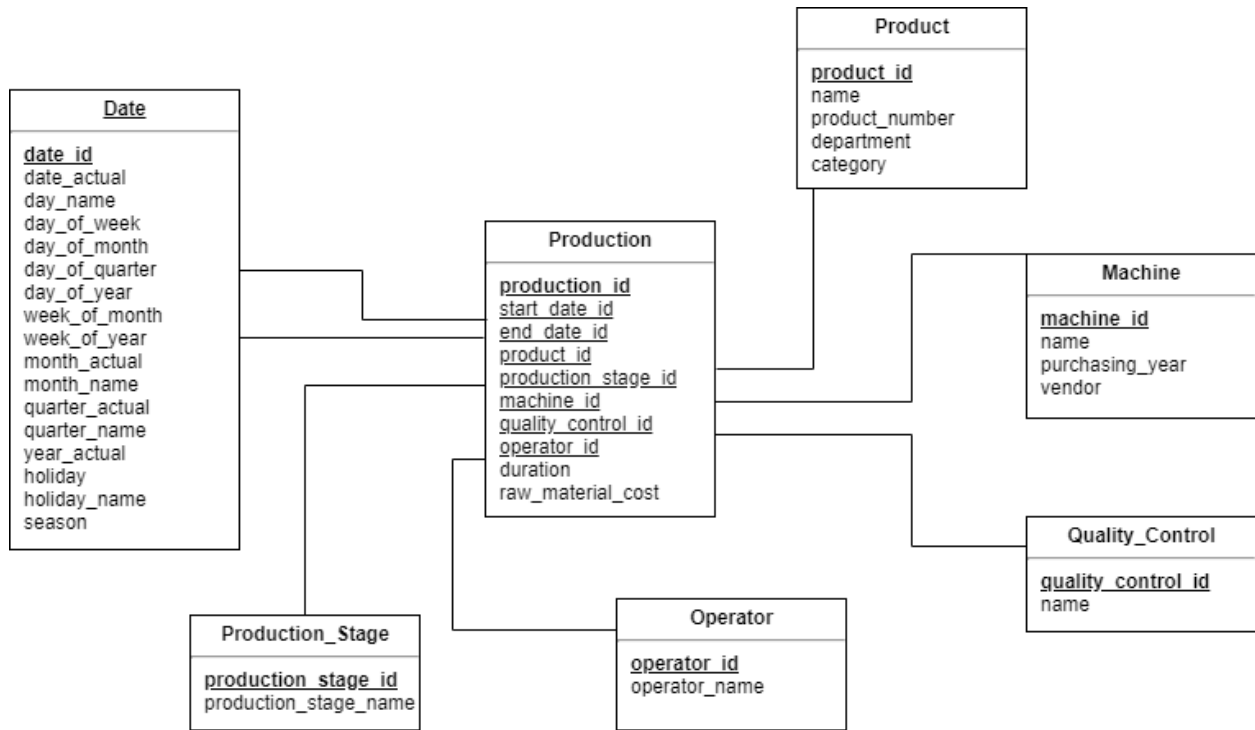 Product
product_id
name
product_number
department
category
Date
date_id
date_actual
day_name
day_of_week
day_of_month
day_of_quarter
day_of_year
week_of_month
week_of_year
month_actual
month_name
quarter_actual
quarter_name
year_actual
holiday
holiday_name
season
Production
production_id
start_date_id
end_date_id
product_id
production_stage_id
machine_id
quality_control_id
operator_id
duration
raw_material_cost
Machine
machine_id
name
purchasing_year
vendor
Quality_Control
quality_control_id
name
Production_Stage
production_stage_id
production_stage_name
Operator
operator_id
operator_name